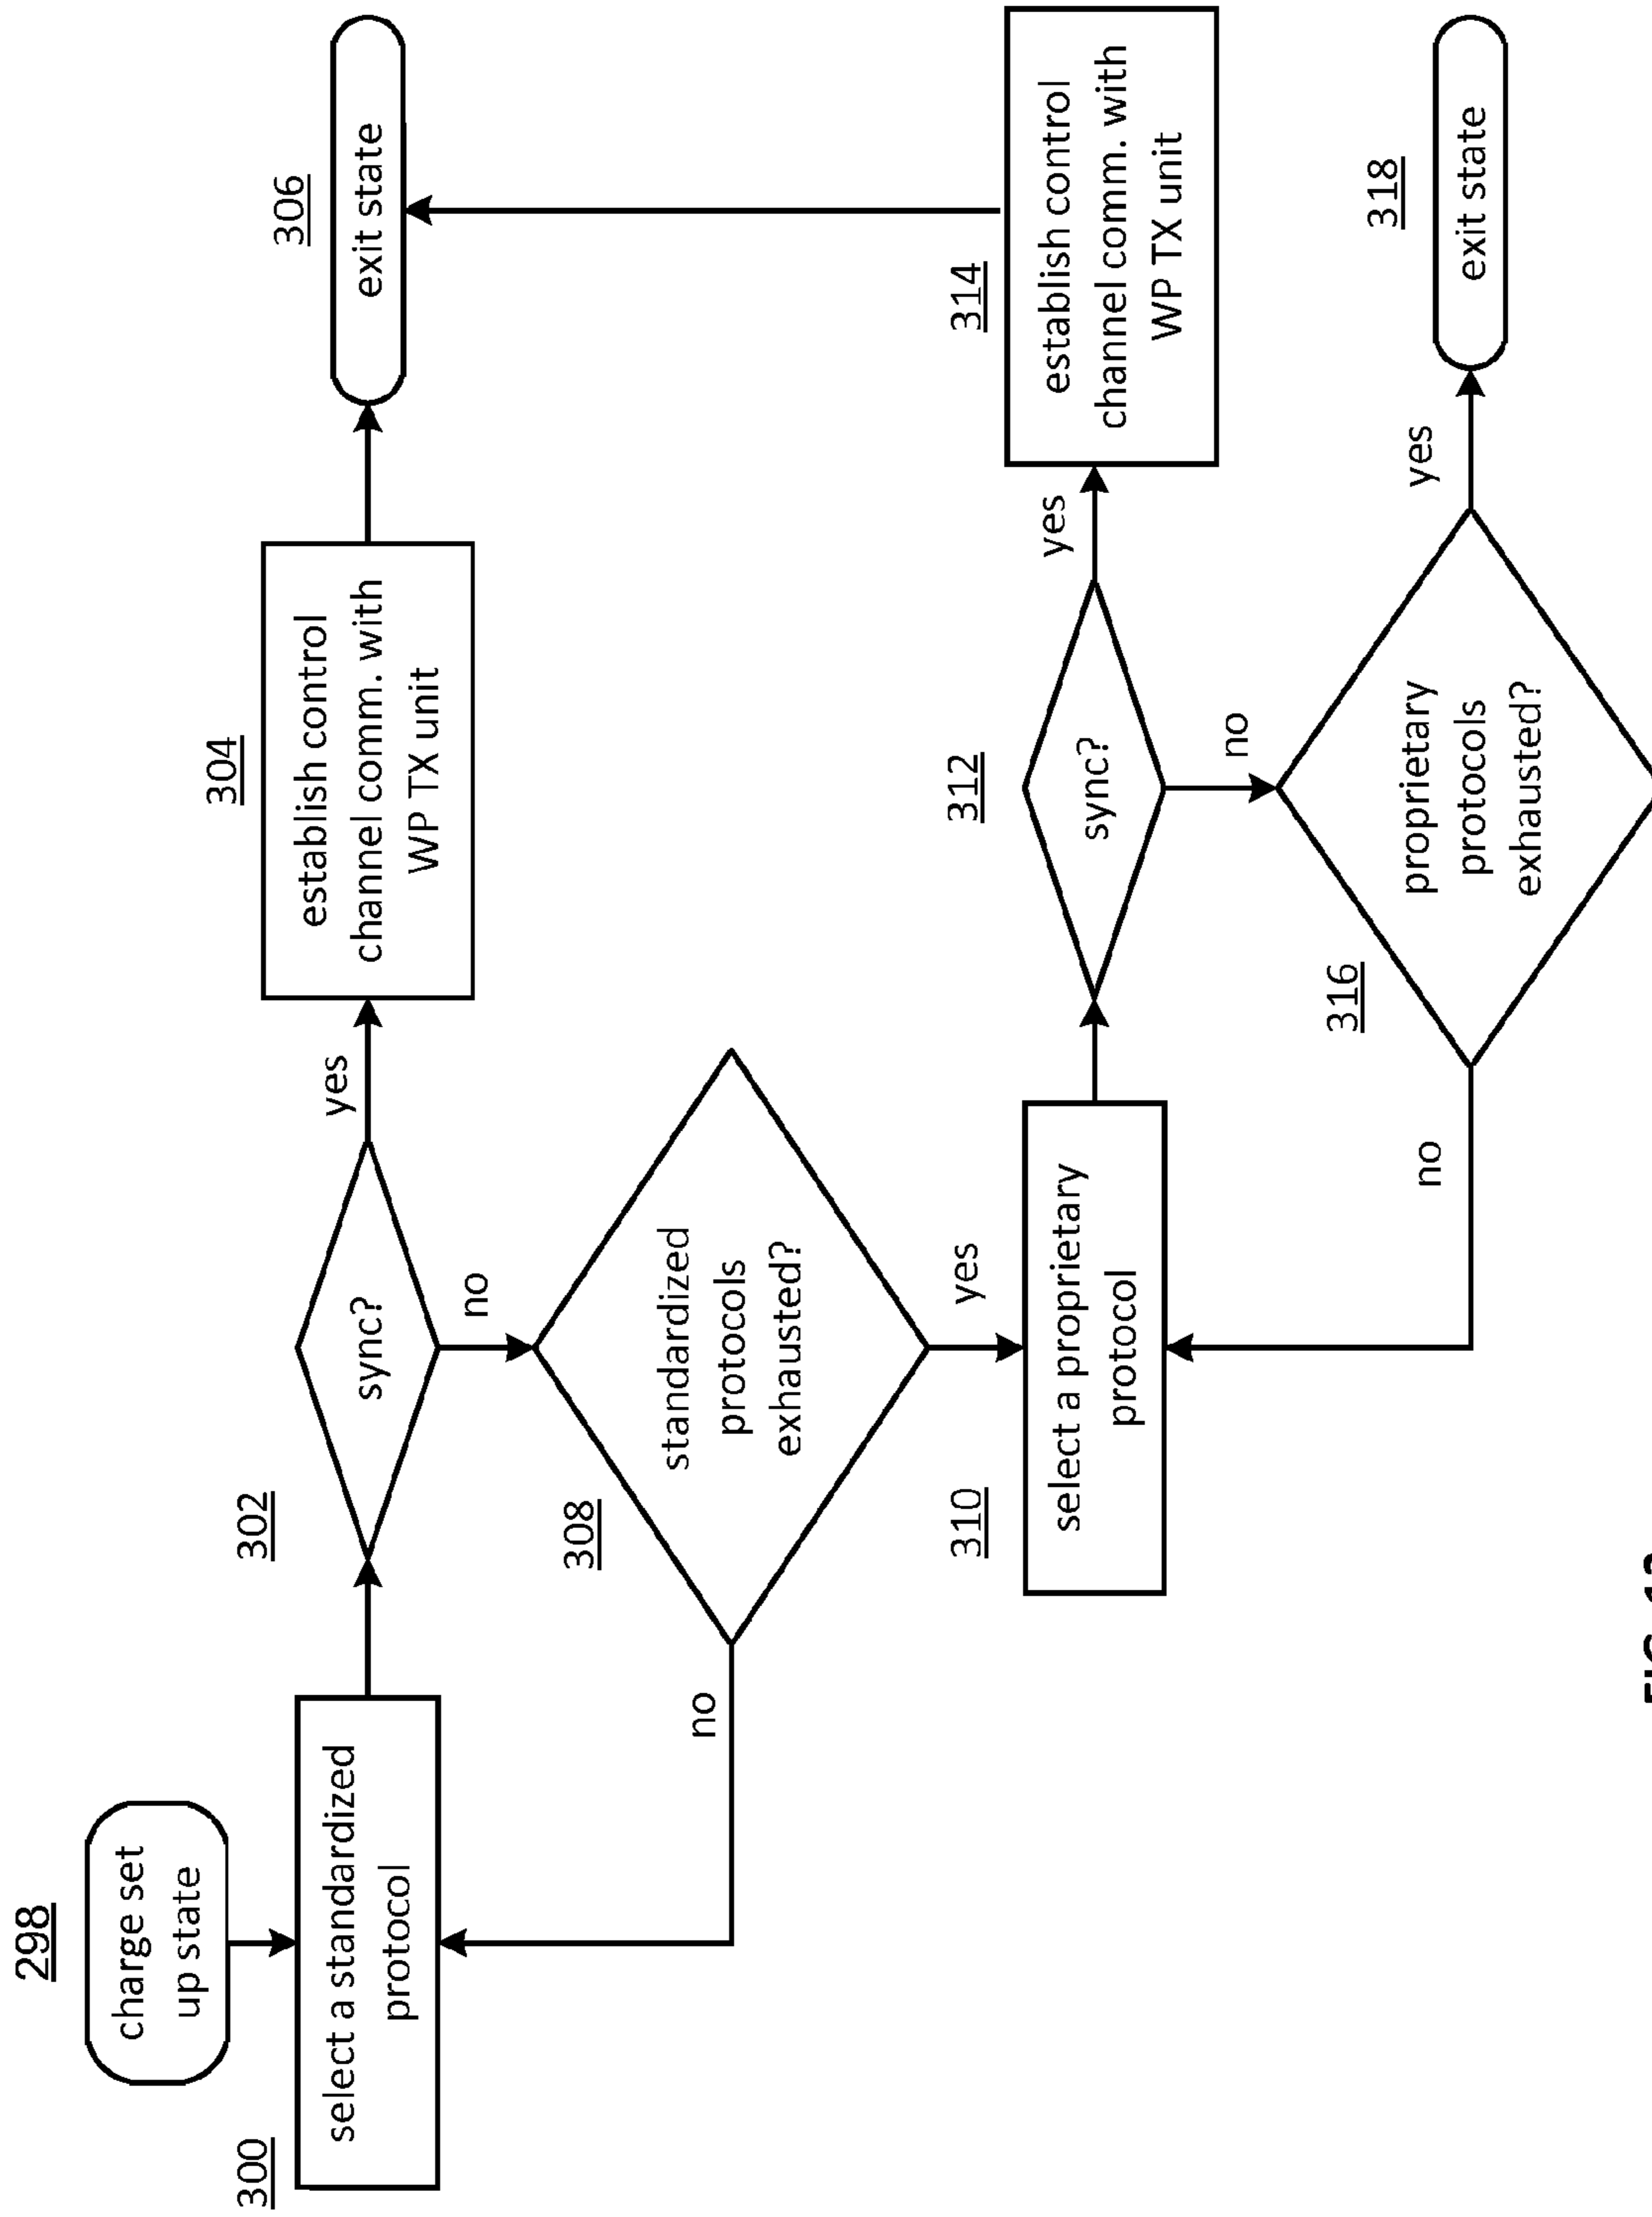 298
charge set
up state
300
select a standardized
protocol
302
sync?
yes
304
establish control
channel comm. with
WP TX unit
306
exit state
no
308
standardized
protocols
exhausted?
no
yes
310
select a proprietary
protocol
312
sync?
yes
314
establish control
channel comm. with
WP TX unit
no
316
proprietary
protocols
exhausted?
no
yes
318
exit state